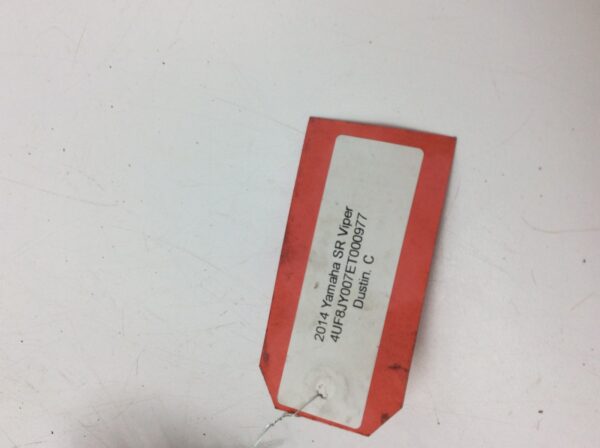 2014 Yamaha SR Viper
4UF8JY007ET000977
Dustin. C